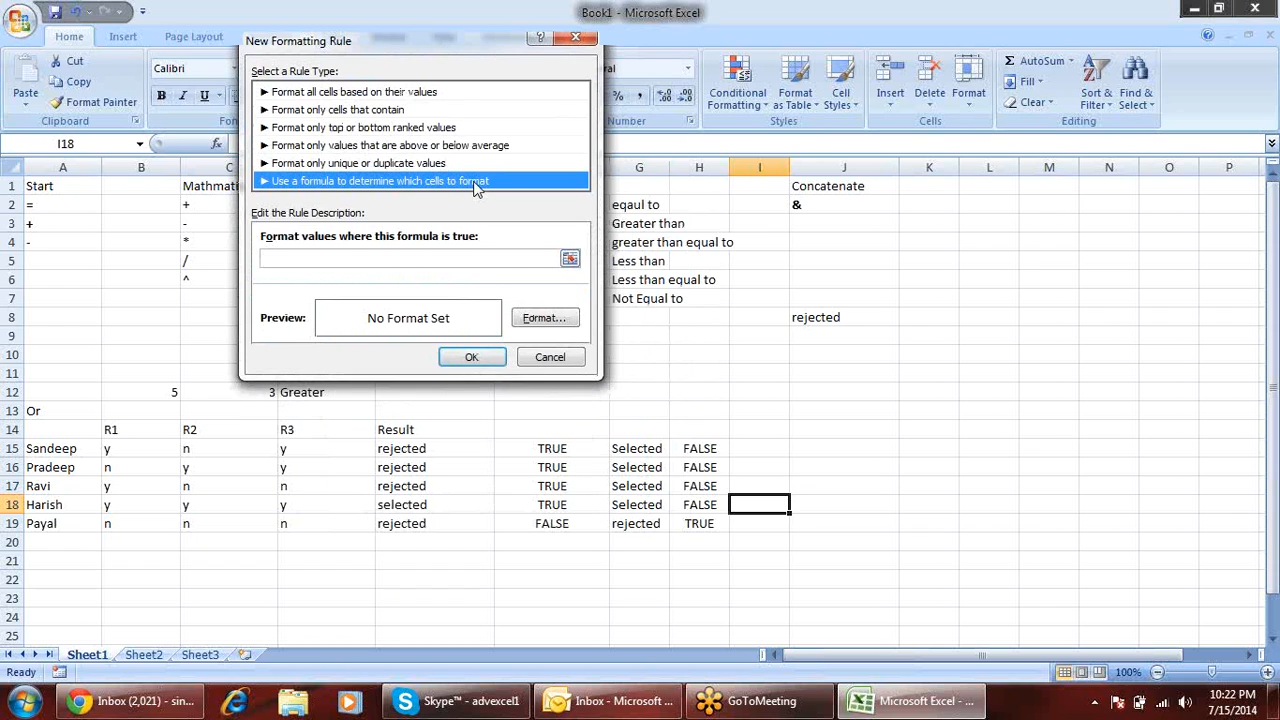 Book1 - Microsoft Excel
Home
Insert
Page Layout
New Formatting Rule
Select a Rule Type:
► Format all cells based on their values
► Format only cells that contain
► Format only top or bottom ranked values
► Format only values that are above or below average
► Format only unique or duplicate values
► Use a formula to determine which cells to format
Edit the Rule Description:
Format values where this formula is true:
Preview:
No Format Set
Format...
OK
Cancel
Paste
Cut
Copy
Format Painter
Clipboard
Calibri
B I U
%
Conditional Formatting
Format as Table
Cell Styles
Styles
Insert
Delete
Format
Cells
Σ AutoSum
Fill
Clear
Sort & Filter
Find & Select
Editing
I18
fx
A B C G H I J K L M N O P
1 Start Mathmati Concatenate
2 = + eqaul to &
3 + - Greater than
4 - * greater than equal to
5 / Less than
6 ^ Less than equal to
7 Not Equal to
8 rejected
9
10
11
12 5 3 Greater
13 Or
14 R1 R2 R3 Result
15 Sandeep y n y rejected TRUE Selected FALSE
16 Pradeep n y y rejected TRUE Selected FALSE
17 Ravi y n n rejected TRUE Selected FALSE
18 Harish y y y selected TRUE Selected FALSE
19 Payal n n n rejected FALSE rejected TRUE
20
21
22
23
24
25
Sheet1 Sheet2 Sheet3
Ready
100%
Inbox (2,021) - sin...
Skype™ - advexcel1...
Inbox - Microsoft ...
GoToMeeting
Microsoft Excel - ...
10:22 PM
7/15/2014